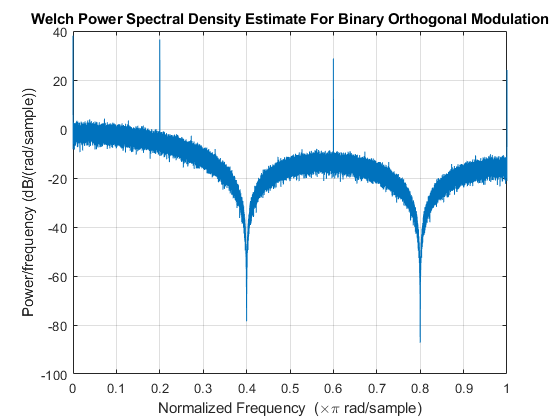 Welch Power Spectral Density Estimate For Binary Orthogonal Modulation
40
20
0
-20
-40
-60
-80
-100
Power/frequency (dB/(rad/sample))
0 0.1 0.2 0.3 0.4 0.5 0.6 0.7 0.8 0.9 1
Normalized Frequency (×π rad/sample)